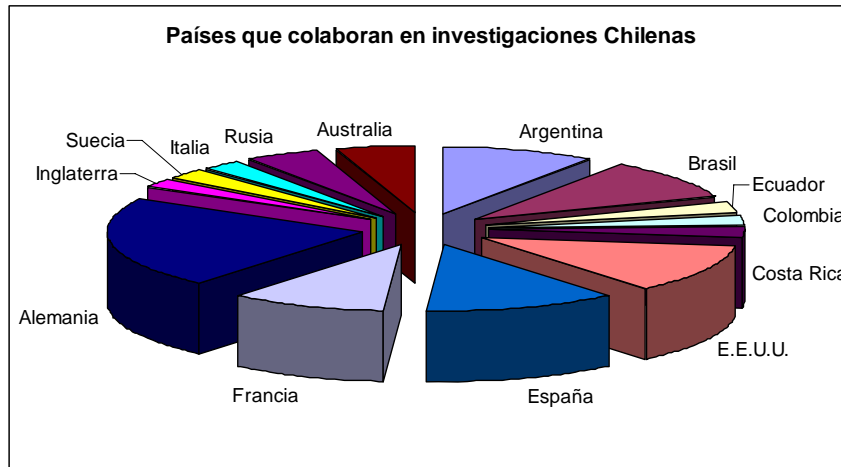 Países que colaboran en investigaciones Chilenas
Argentina
Brasil
Ecuador
Colombia
Costa Rica
E.E.U.U.
España
Francia
Alemania
Inglaterra
Suecia
Italia
Rusia
Australia